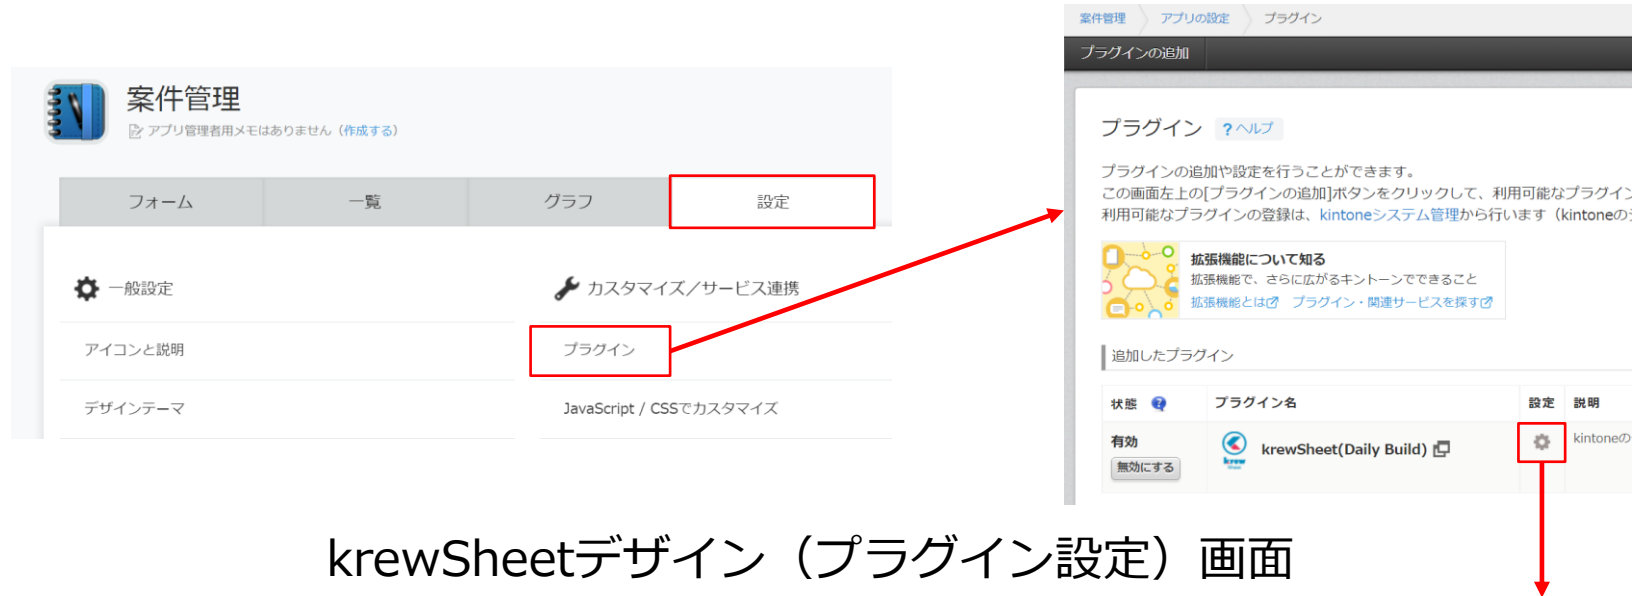 案件管理
アプリ管理者用メモはありません（作成する）
フォーム
一覧
グラフ
設定
一般設定
カスタマイズ／サービス連携
アイコンと説明
プラグイン
デザインテーマ
JavaScript / CSSでカスタマイズ
案件管理 アプリの設定 プラグイン
プラグインの追加
プラグイン ?ヘルプ
プラグインの追加や設定を行うことができます。
この画面左上の[プラグインの追加]ボタンをクリックして、利用可能なプラグイン
利用可能なプラグインの登録は、kintoneシステム管理から行います（kintoneの
拡張機能について知る
拡張機能で、さらに広がるキントーンでできること
拡張機能とは プラグイン・関連サービスを探す
追加したプラグイン
状態 ? プラグイン名 設定 説明
有効
krew
krewSheet(Daily Build)
kintoneの
無効にする
krewSheetデザイン（プラグイン設定）画面